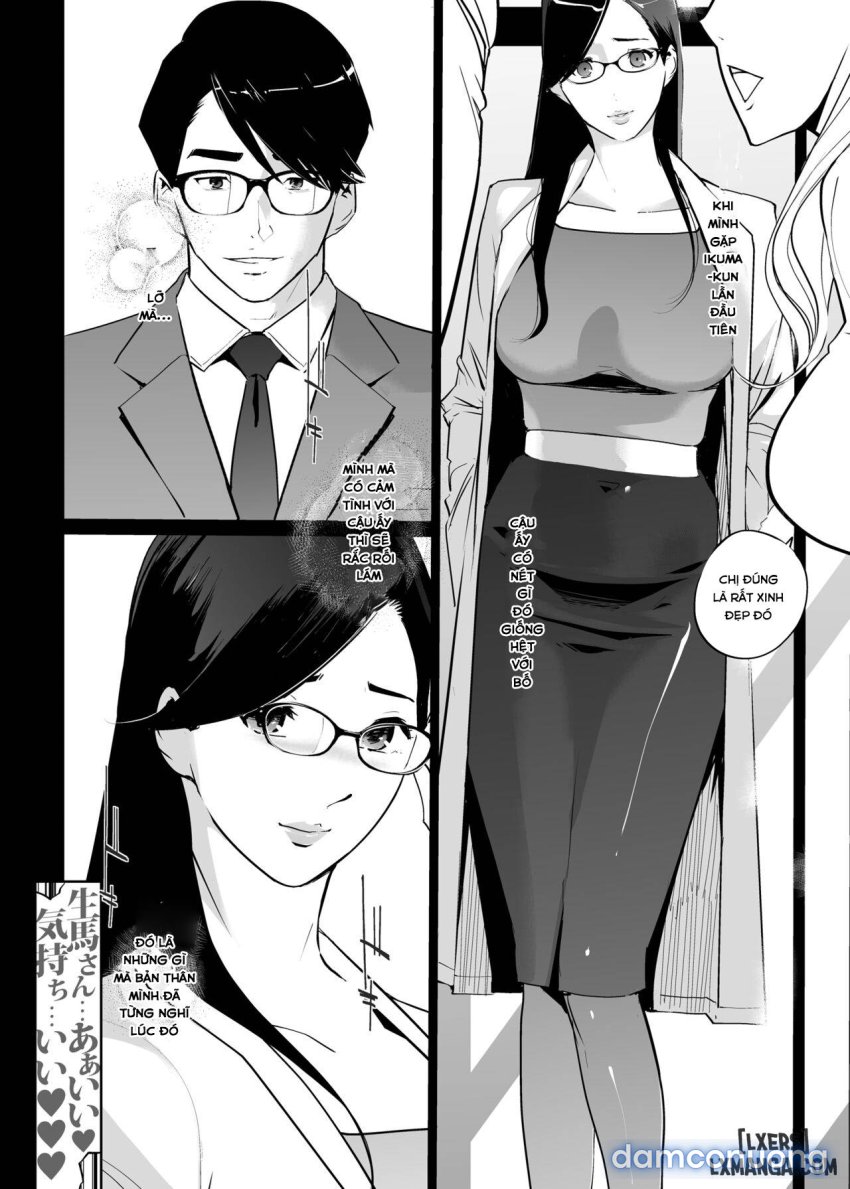 KHI
MÌNH
GẶP
IKUMA
-KUN
LẦN
ĐẦU
TIÊN
CẬU
ẤY
CÓ
NÉT
GÌ
ĐÓ
GIỐNG
HỆT
VỚI
BỐ
CHỊ ĐÚNG
LÀ RẤT XINH
ĐẸP ĐÓ
LỠ
MÀ...
MÌNH MÀ
CÓ CẢM
TÌNH VỚI
CẬU ẤY
THÌ SẼ
RẮC RỐI
LẮM
ĐÓ LÀ
NHỮNG GÌ
MÀ BẢN THÂN
MÌNH ĐÃ
TỪNG NGHĨ
LÚC ĐÓ
生馬さん…あぁいい♥
気持ち…いい♥♥♥
[LXERS]
damconuong
LXMANGA.COM